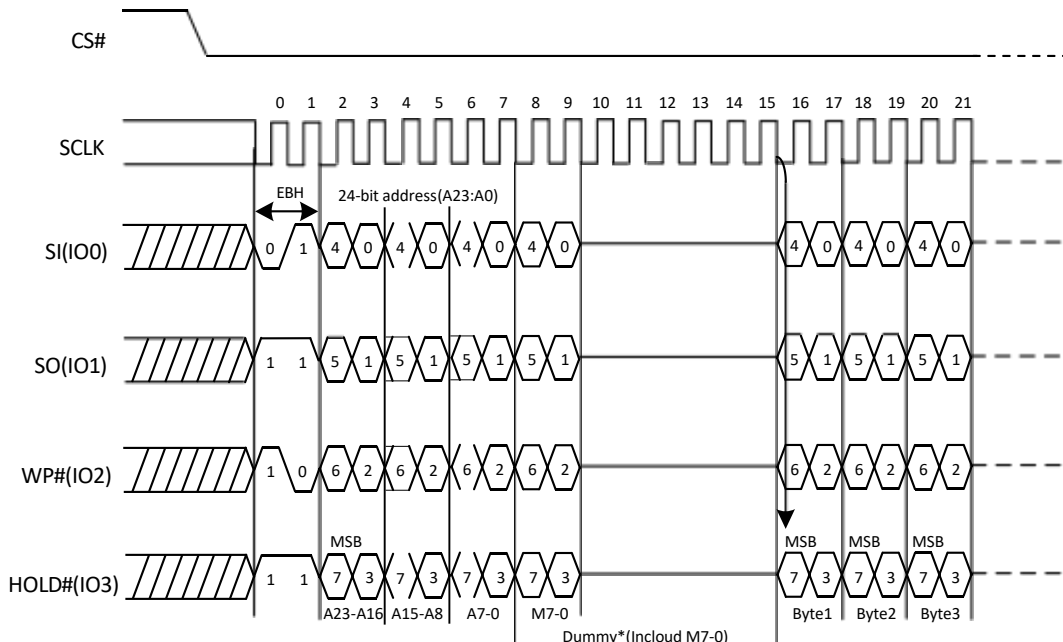 CS#
0 1 2 3 4 5 6 7 8 9 10 11 12 13 14 15 16 17 18 19 20 21
SCLK
EBH 24-bit address(A23:A0)
SI(IO0) 0 1 4 0 4 0 4 0 4 0 4 0 4 0 4 0
SO(IO1) 1 1 5 1 5 1 5 1 5 1 5 1 5 1 5 1
WP#(IO2) 1 0 6 2 6 2 6 2 6 2 6 2 6 2 6 2
MSB MSB MSB MSB
HOLD#(IO3) 1 1 7 3 7 3 7 3 7 3 7 3 7 3 7 3
A23-A16 A15-A8 A7-0 M7-0 Byte1 Byte2 Byte3
Dummy*(Incloud M7-0)